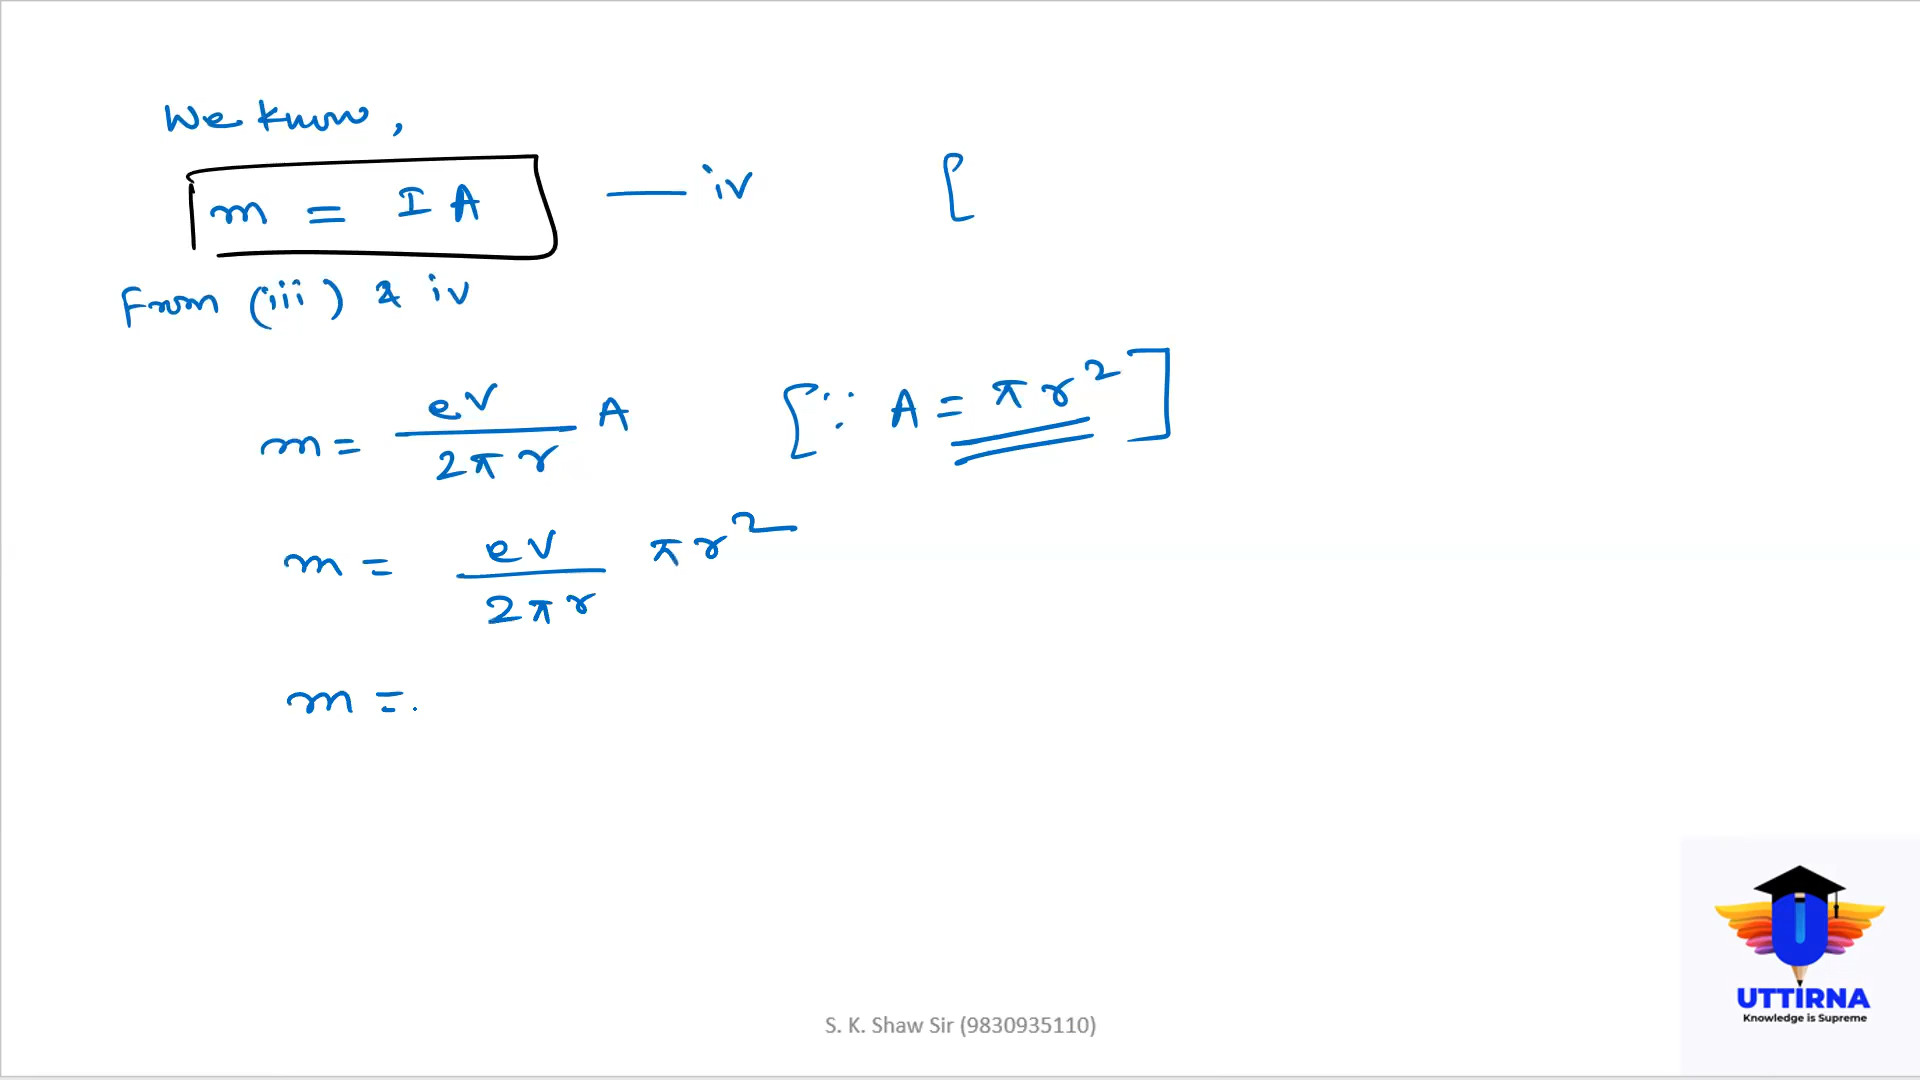 We know,
m = I A — iv [
From (iii) & iv
m = eV / 2πr A [∵ A = πr²]
m = eV / 2πr πr²
m =
UTTIRNA
Knowledge is Supreme
S. K. Shaw Sir (9830935110)